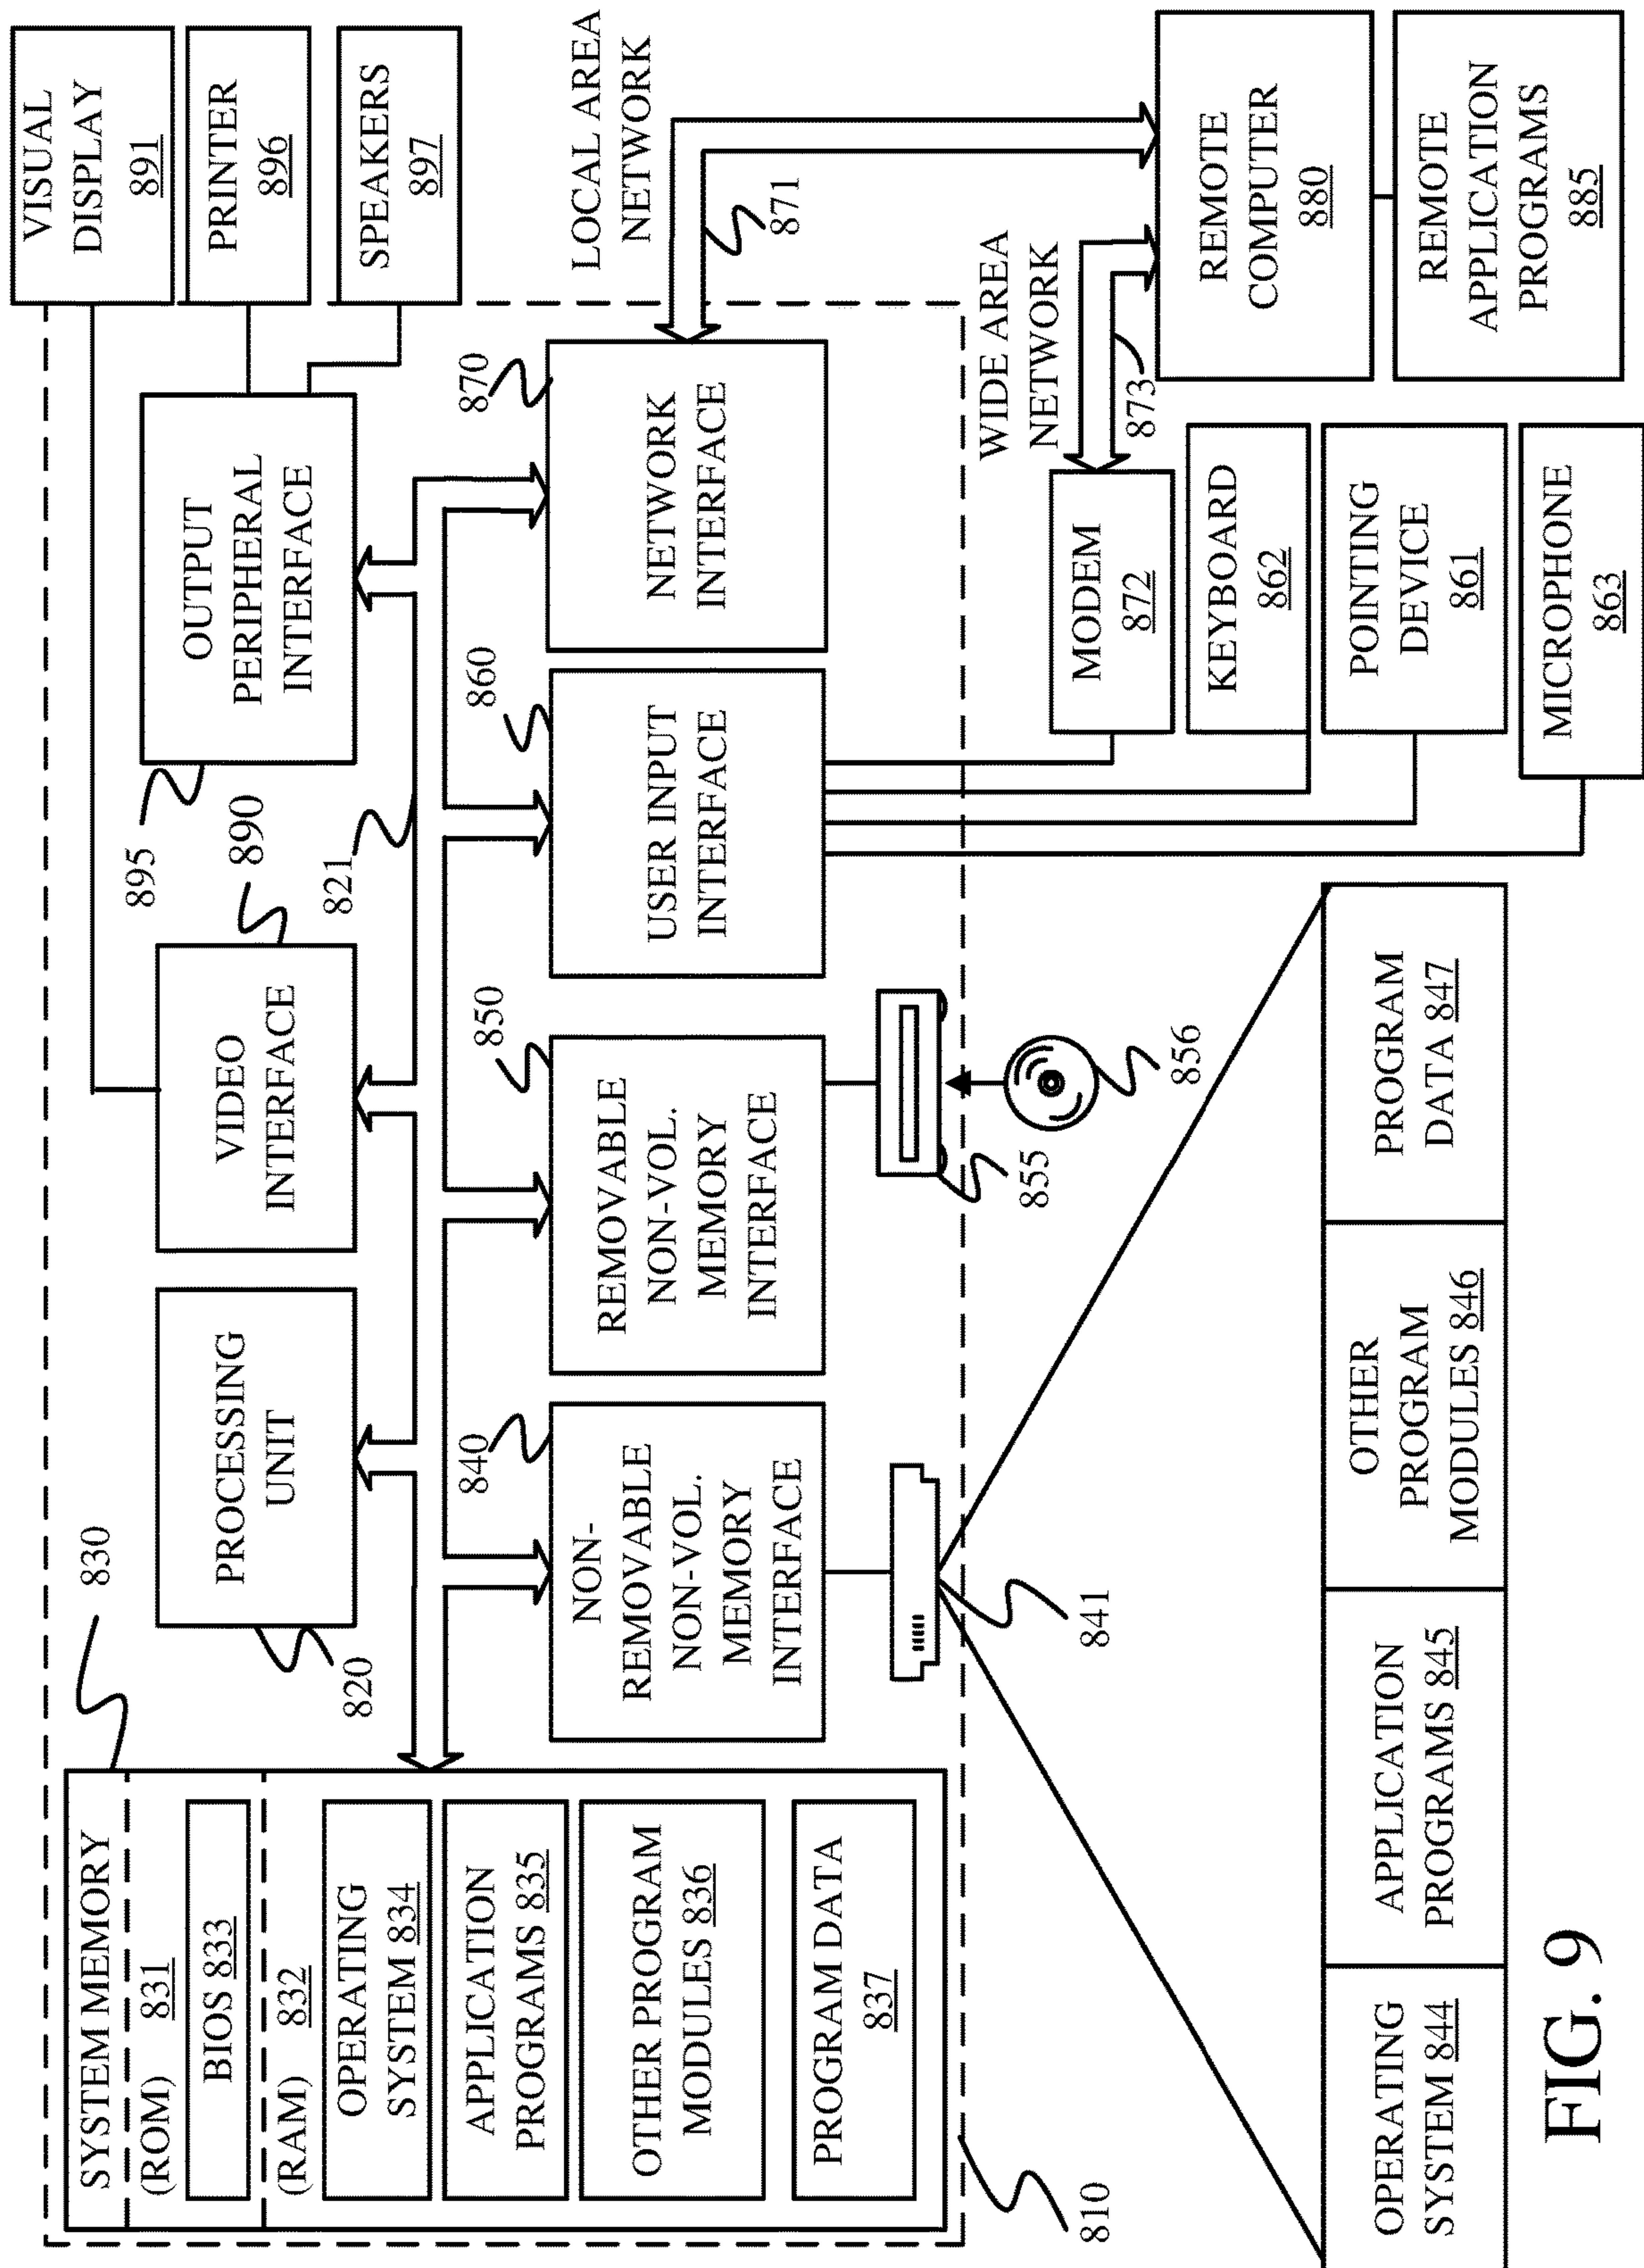 SYSTEM MEMORY
(ROM) 831
BIOS 833
(RAM) 832
OPERATING
SYSTEM 834
APPLICATION
PROGRAMS 835
OTHER PROGRAM
MODULES 836
PROGRAM DATA
837
810
830
PROCESSING
UNIT
820
VIDEO
INTERFACE
890
OUTPUT
PERIPHERAL
INTERFACE
895
821
VISUAL
DISPLAY
891
PRINTER
896
SPEAKERS
897
NON-
REMOVABLE
NON-VOL.
MEMORY
INTERFACE
840
REMOVABLE
NON-VOL.
MEMORY
INTERFACE
850
USER INPUT
INTERFACE
860
NETWORK
INTERFACE
870
LOCAL AREA
NETWORK
871
841
855
856
WIDE AREA
NETWORK
873
MODEM
872
KEYBOARD
862
POINTING
DEVICE
861
MICROPHONE
863
REMOTE
COMPUTER
880
REMOTE
APPLICATION
PROGRAMS
885
OPERATING
SYSTEM 844
APPLICATION
PROGRAMS 845
OTHER
PROGRAM
MODULES 846
PROGRAM
DATA 847
FIG. 9